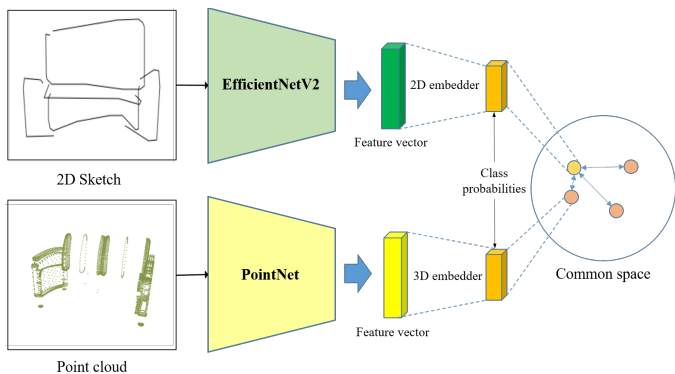 EfficientNetV2
2D embedder
Feature vector
2D Sketch
Class
probabilities
PointNet
3D embedder
Common space
Feature vector
Point cloud